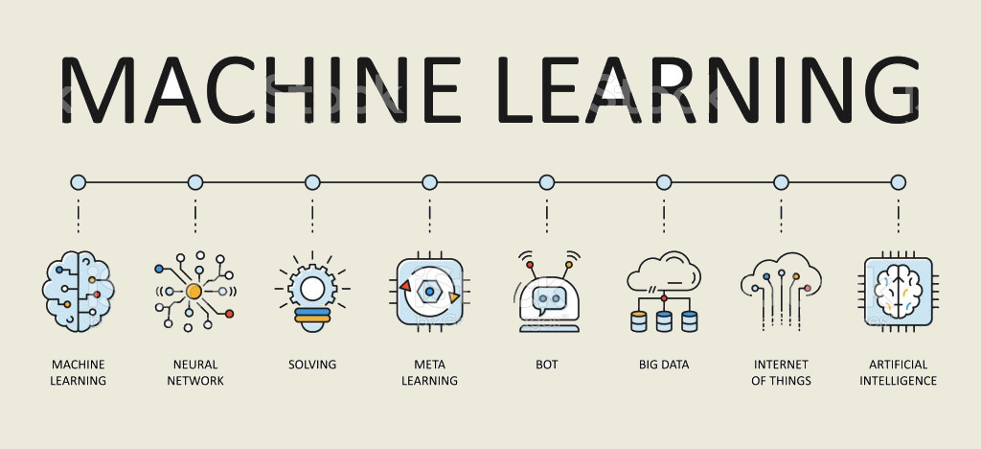 MACHINE LEARNING
MACHINE
LEARNING
NEURAL
NETWORK
SOLVING
META
LEARNING
BOT
BIG DATA
INTERNET
OF THINGS
ARTIFICIAL
INTELLIGENCE